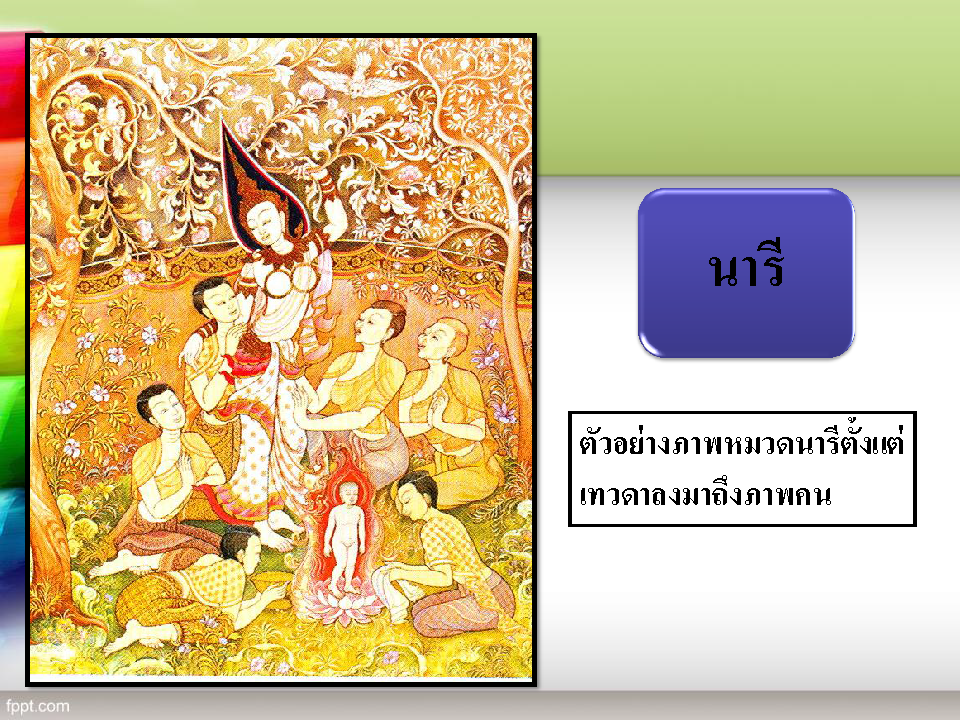 นารี
ตัวอย่างภาพหมวดนารีตั้งแต่
เทวดาลงมาถึงภาพคน
fppt.com